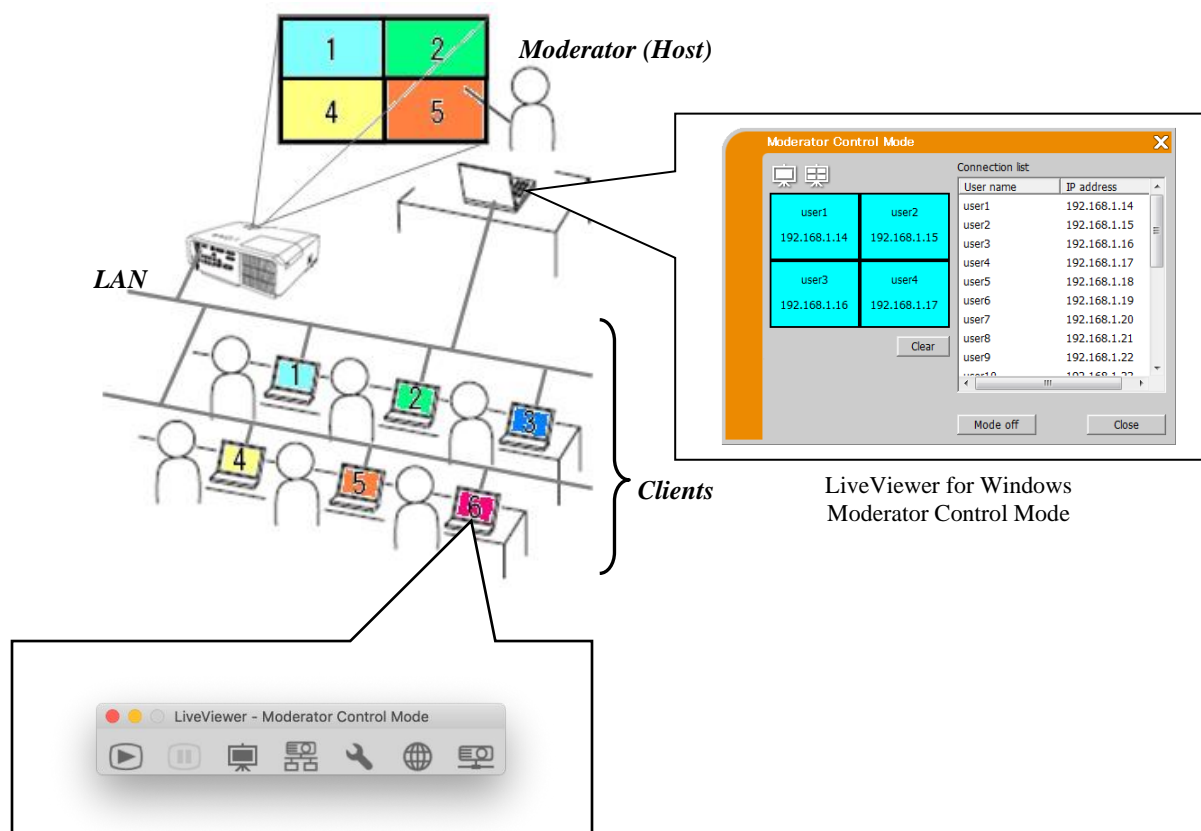 1 2
4 5
Moderator (Host)
LAN
1
2
3
4
5
6
Clients
Moderator Control Mode
Connection list
User name IP address
user1 192.168.1.14
user2 192.168.1.15
user3 192.168.1.16
user4 192.168.1.17
user5 192.168.1.18
user6 192.168.1.19
user7 192.168.1.20
user8 192.168.1.21
user9 192.168.1.22
user1 user2
192.168.1.14 192.168.1.15
user3 user4
192.168.1.16 192.168.1.17
Clear
Mode off Close
LiveViewer for Windows
Moderator Control Mode
LiveViewer - Moderator Control Mode